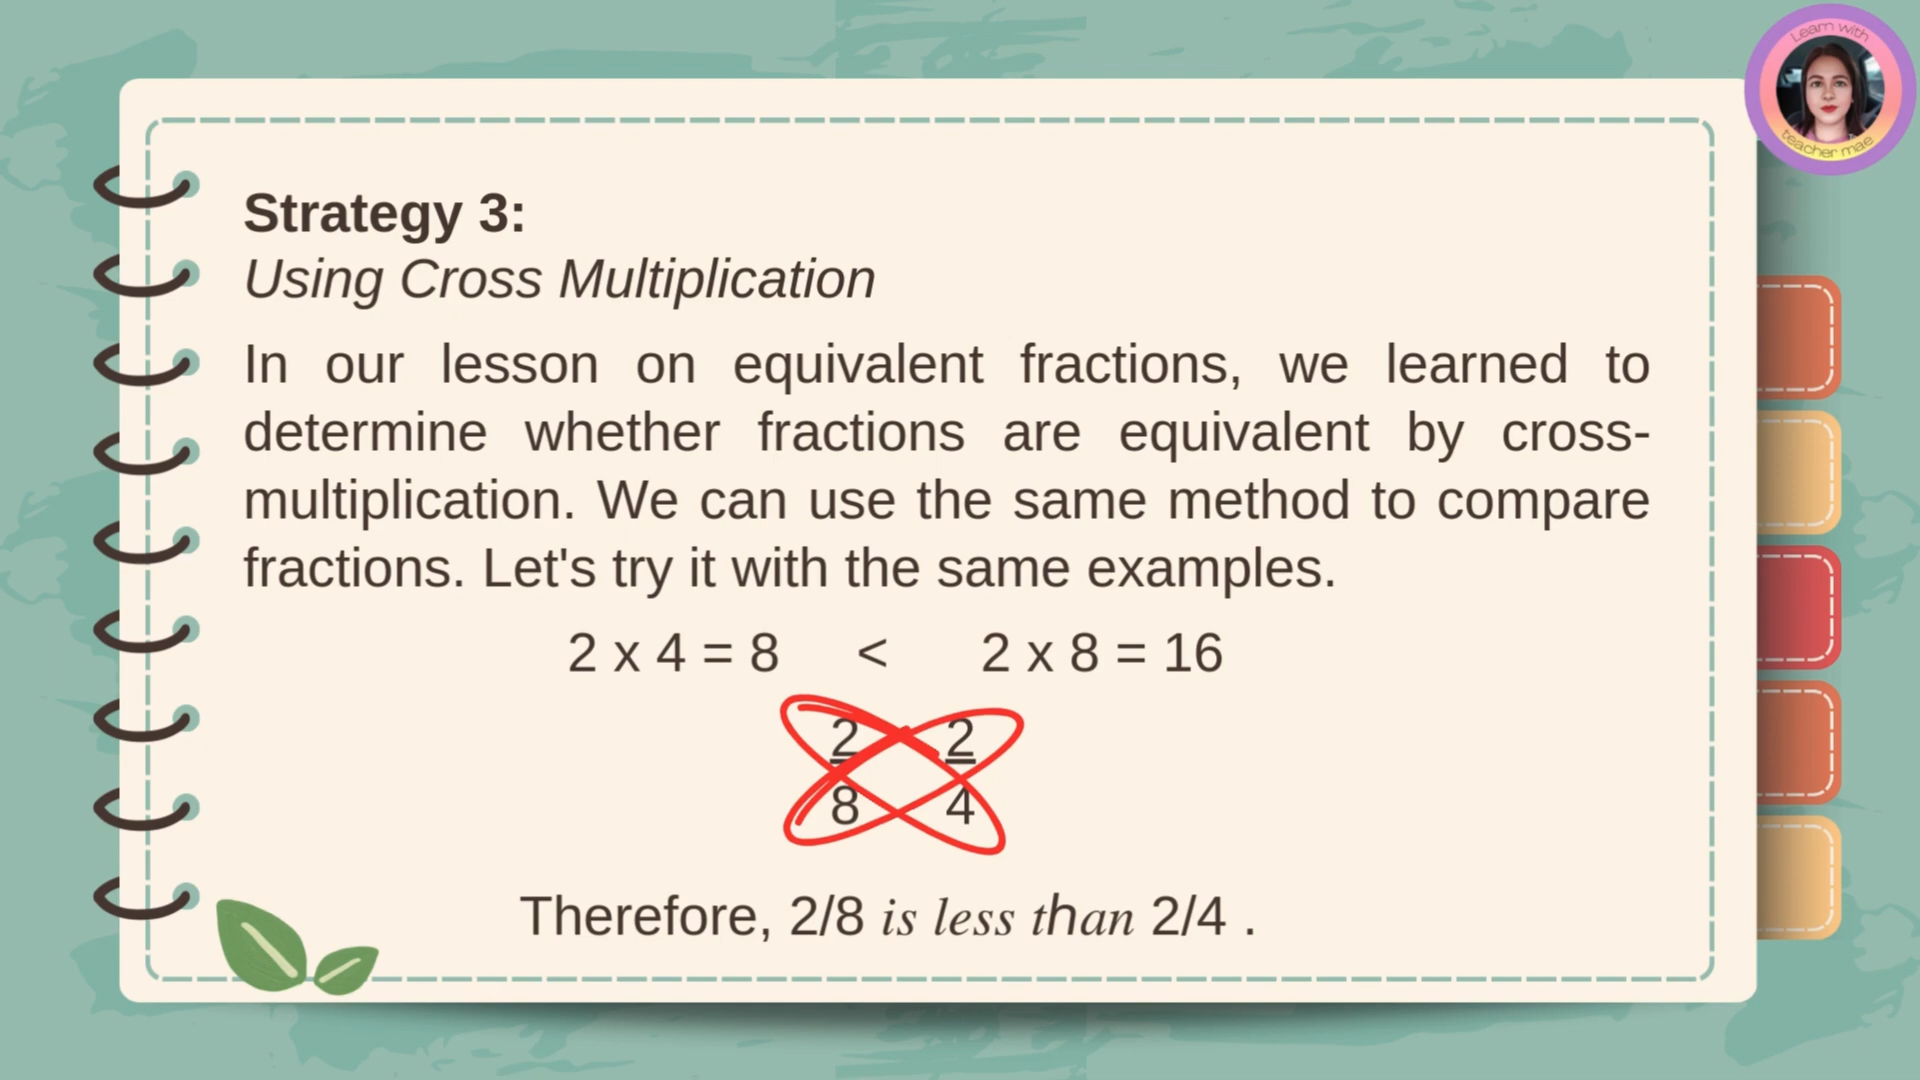 Learn with
teacher mae
Strategy 3:
Using Cross Multiplication
In our lesson on equivalent fractions, we learned to
determine whether fractions are equivalent by cross-
multiplication. We can use the same method to compare
fractions. Let's try it with the same examples.
2 x 4 = 8 < 2 x 8 = 16
2 2
8 4
Therefore, 2/8 is less than 2/4 .